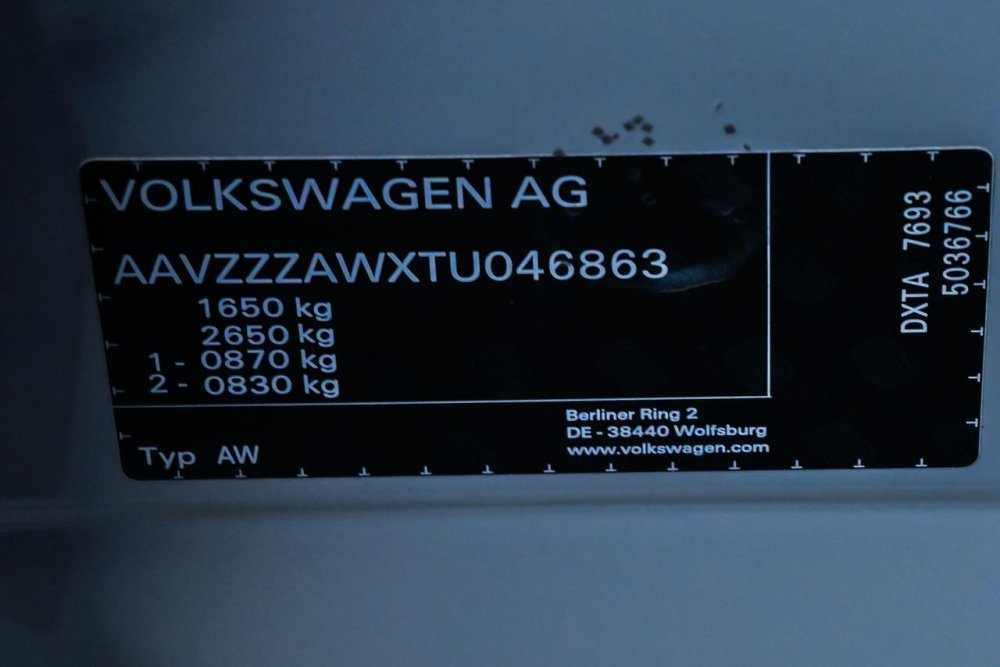 VOLKSWAGEN AG
AAVZZZAWXTU046863
1650 kg
2650 kg
1 - 0870 kg
2 - 0830 kg
Typ AW
Berliner Ring 2
DE - 38440 Wolfsburg
www.volkswagen.com
DXTA 7693
5036766